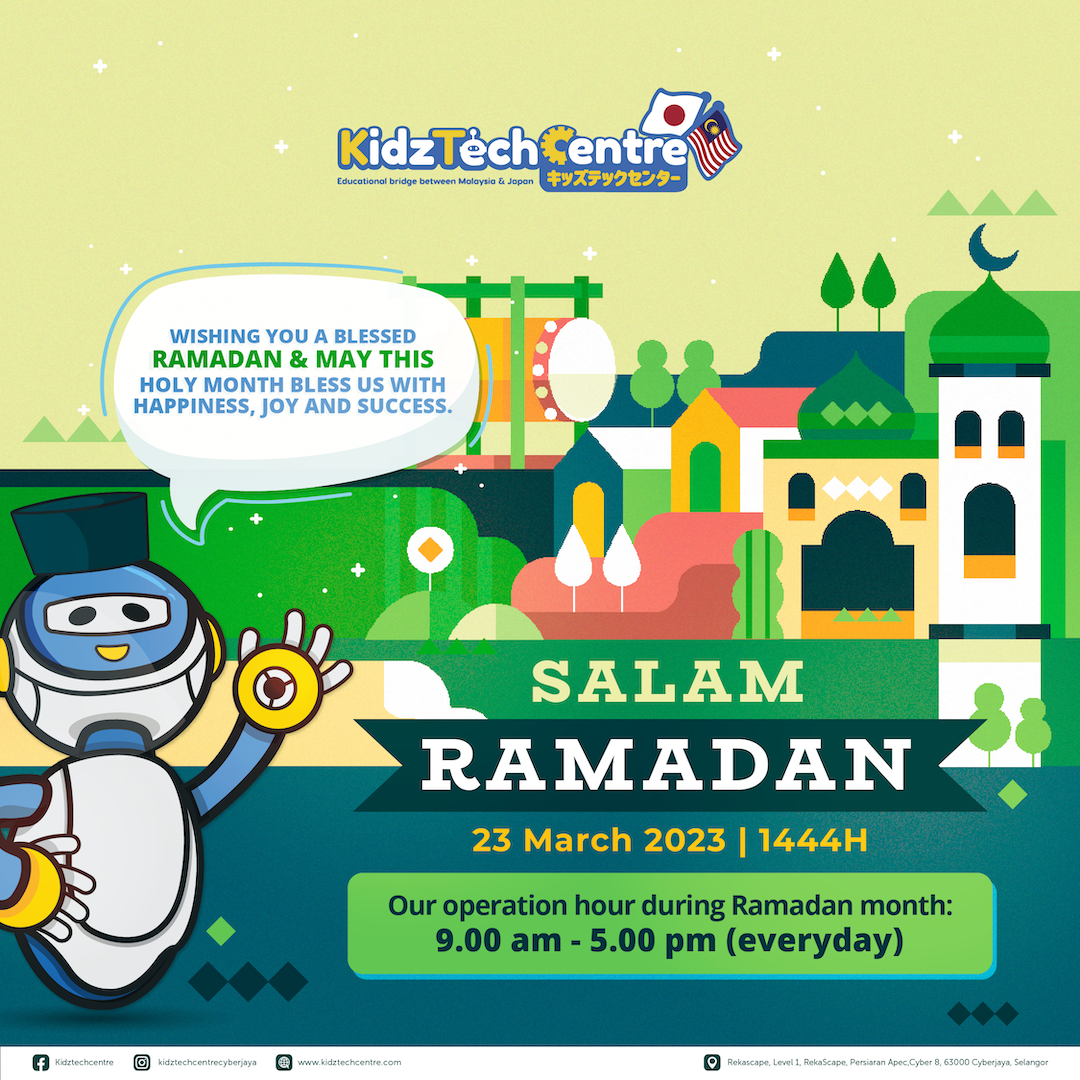 KidzTechCentre
Educational bridge between Malaysia & Japan
キッズテックセンター
WISHING YOU A BLESSED
RAMADAN & MAY THIS
HOLY MONTH BLESS US WITH
HAPPINESS, JOY AND SUCCESS.
SALAM
RAMADAN
23 March 2023 | 1444H
Our operation hour during Ramadan month:
9.00 am - 5.00 pm (everyday)
Kidztechcentre
kidztechcentrecyberjaya
www.kidztechcentre.com
Rekascape, Level 1, RekaScape, Persiaran Apec,Cyber 8, 63000 Cyberjaya, Selangor